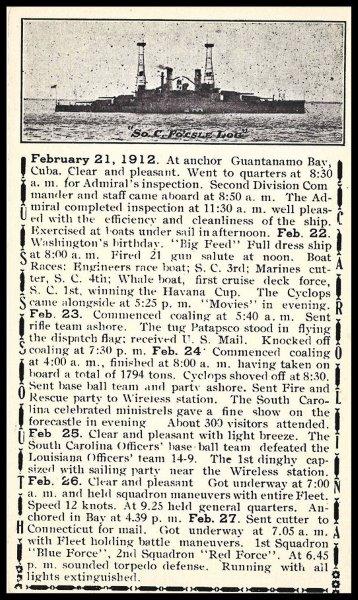 "So. C. Fo'csle Log"
February 21, 1912. At anchor Guantanamo Bay,
Cuba. Clear and pleasant. Went to quarters at 8:30
a. m. for Admiral's inspection. Second Division Com
mander and staff came aboard at 8:50 a. m. The Ad-
miral completed inspection at 11:30 a. m. well pleas-
ed with the efficiency and cleanliness of the ship.
Exercised at boats under sail in afternoon. Feb. 22.
Washington's birthday. "Big Feed" Full dress ship
at 8:00 a. m. Fired 21 gun salute at noon. Boat
Races: Engineers race boat; S. C. 3rd; Marines cut-
ter, S. C. 4th; Whale boat, first cruise deck force,
S. C. 1st, winning the Havana Cup. The Cyclops
came alongside at 5:25 p. m. "Movies" in evening.
Feb. 23. Commenced coaling at 5:40 a. m. Sent
rifle team ashore. The tug Patapsco stood in flying
the dispatch flag; received U. S. Mail. Knocked off
coaling at 7:30 p. m. Feb. 24. Commenced coaling
at 4:00 a. m., finished at 8:00 a. m. having taken on
board a total of 1794 tons. Cyclops shoved off at 8:30.
Sent base ball team and party ashore. Sent Fire and
Rescue party to Wireless station. The South Caro-
lina celebrated minstrels gave a fine show on the
forecastle in evening About 300 visitors attended.
Feb. 25. Clear and pleasant with light breeze. The
South Carolina Officers' base-ball team defeated the
Louisiana Officers' team 14-9. The 1st dinghy cap-
sized with sailing party near the Wireless station.
Feb. 26. Clear and pleasant Got underway at 7:00
a. m. and held squadron maneuvers with entire Fleet.
Speed 12 knots. At 9.25 held general quarters. An-
chored in Bay at 4.39 p. m. Feb. 27. Sent cutter to
Connecticut for mail. Got underway at 7.05 a. m.
with Fleet holding battle maneuvers. 1st Squadron
"Blue Force", 2nd Squadron "Red Force". At 6.45
p. m. sounded torpedo defense. Running with all
lights extinguished.
U S S SOUTH
CAROLINA